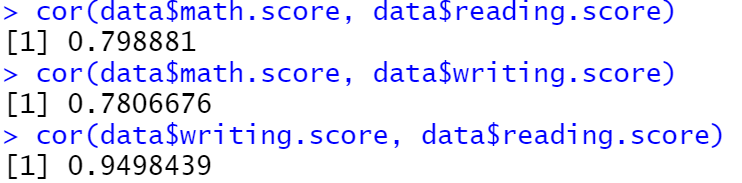 > cor(data$math.score, data$reading.score)
[1] 0.798881
> cor(data$math.score, data$writing.score)
[1] 0.7806676
> cor(data$writing.score, data$reading.score)
[1] 0.9498439